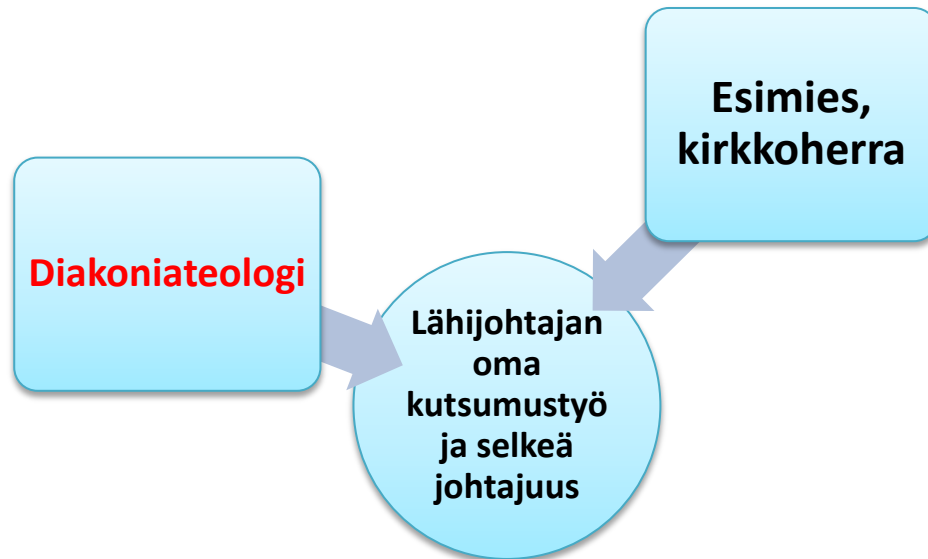 Esimies,
kirkkoherra
Diakoniateologi
Lähijohtajan
oma
kutsumustyö
ja selkeä
johtajuus